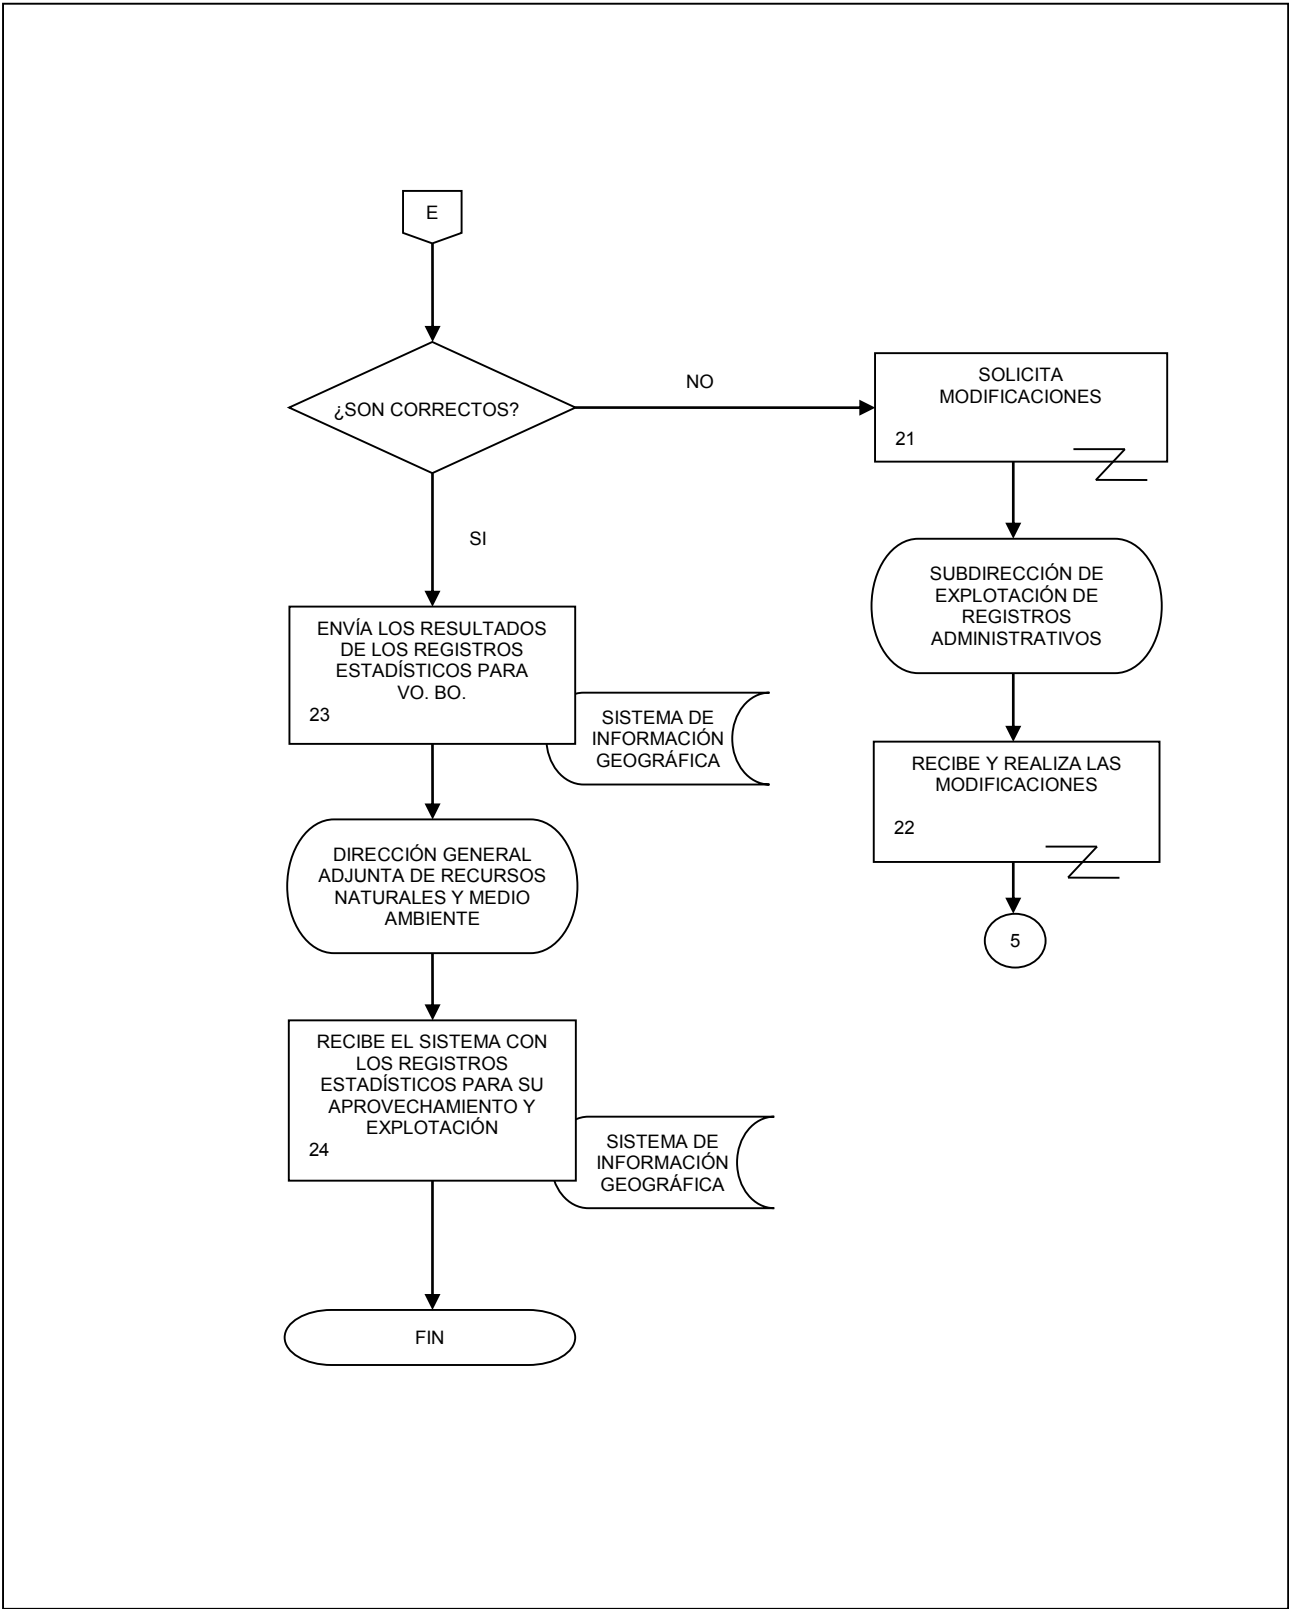 E
¿SON CORRECTOS?
NO
SOLICITA
MODIFICACIONES
21
SI
SUBDIRECCIÓN DE
EXPLOTACIÓN DE
REGISTROS
ADMINISTRATIVOS
ENVÍA LOS RESULTADOS
DE LOS REGISTROS
ESTADÍSTICOS PARA
VO. BO.
23
SISTEMA DE
INFORMACIÓN
GEOGRÁFICA
RECIBE Y REALIZA LAS
MODIFICACIONES
22
DIRECCIÓN GENERAL
ADJUNTA DE RECURSOS
NATURALES Y MEDIO
AMBIENTE
5
RECIBE EL SISTEMA CON
LOS REGISTROS
ESTADÍSTICOS PARA SU
APROVECHAMIENTO Y
EXPLOTACIÓN
24
SISTEMA DE
INFORMACIÓN
GEOGRÁFICA
FIN